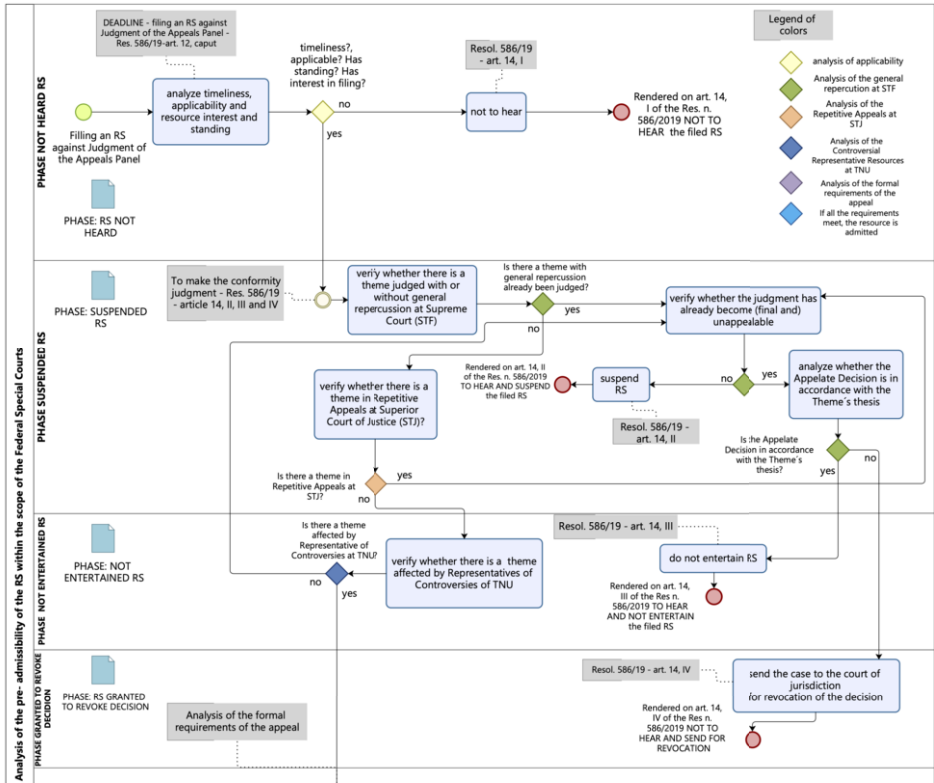 Analysis of the pre- admissibility of the RS within the scope of the Federal Special Courts
PHASE NOT HEARD RS
DEADLINE - filing an RS against
Judgment of the Appeals Panel -
Res. 586/19-art. 12, caput
timeliness?,
applicable? Has
standing? Has
interest in filing?
Resol. 586/19
- art. 14, I
Legend of
colors
analysis of applicability
Analysis of the general
repercution at STF
Analysis of the
Repetitive Appeals at
STJ
Analysis of the
Controversial
Representative Resources
at TNU
Analysis of the formal
requirements of the
appeal
If all the requirements
meet, the resource is
admitted
Filling an RS
against Judgment of
the Appeals Panel
analyze timeliness,
applicability and
resource interest and
standing
no
yes
not to hear
Rendered on art. 14,
I of the Res. n.
586/2019 NOT TO
HEAR the filed RS
PHASE: RS NOT
HEARD
PHASE SUSPENDED RS
PHASE: SUSPENDED
RS
To make the conformity
judgment - Res. 586/19
- article 14, II, III and IV
verify whether there is a
theme judged with or
without general
repercussion at Supreme
Court (STF)
Is there a theme with
general repercussion
already been judged?
yes
no
verify whether the judgment has
already become (final and)
unappealable
Rendered on art. 14, II
of the Res. n. 586/2019
TO HEAR AND SUSPEND
the filed RS
suspend
RS
no
yes
Resol. 586/19 -
art. 14, II
analyze whether the
Appelate Decision is in
accordance with the
Theme´s thesis
verify whether there is a
theme in Repetitive
Appeals at Superior
Court of Justice (STJ)?
Is there a theme in
Repetitive Appeals at
STJ?
yes
no
Is the Appelate
Decision in accordance
with the Theme´s
thesis?
yes
no
PHASE NOT ENTERTAINED RS
PHASE: NOT
ENTERTAINED RS
Is there a theme
affected by
Representative of
Controversies at TNU?
no
yes
verify whether there is a theme
affected by Representatives of
Controversies of TNU
Resol. 586/19 - art. 14, III
do not entertain RS
Rendered on art. 14,
III of the Res n.
586/2019 TO HEAR
AND NOT ENTERTAIN
the filed RS
PHASE GRANTED TO REVOKE
DECIDION
PHASE: RS GRANTED
TO REVOKE DECISION
Analysis of the formal
requirements of the appeal
Resol. 586/19 - art. 14, IV
send the case to the court of
jurisdiction
for revocation of the decision
Rendered on art. 14,
IV of the Res n.
586/2019 NOT TO
HEAR AND SEND FOR
REVOCATION